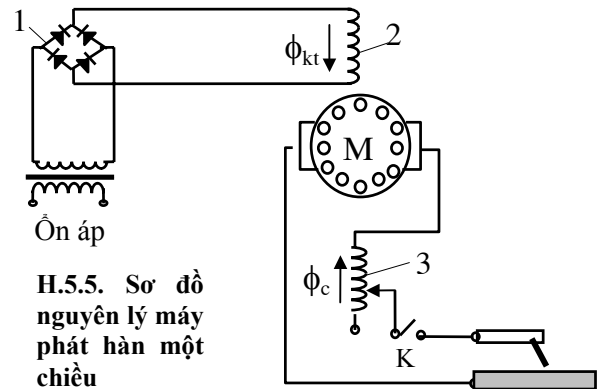 1
2
ϕkt
M
Ổn áp
3
ϕc
K
H.5.5. Sơ đồ
nguyên lý máy
phát hàn một
chiều